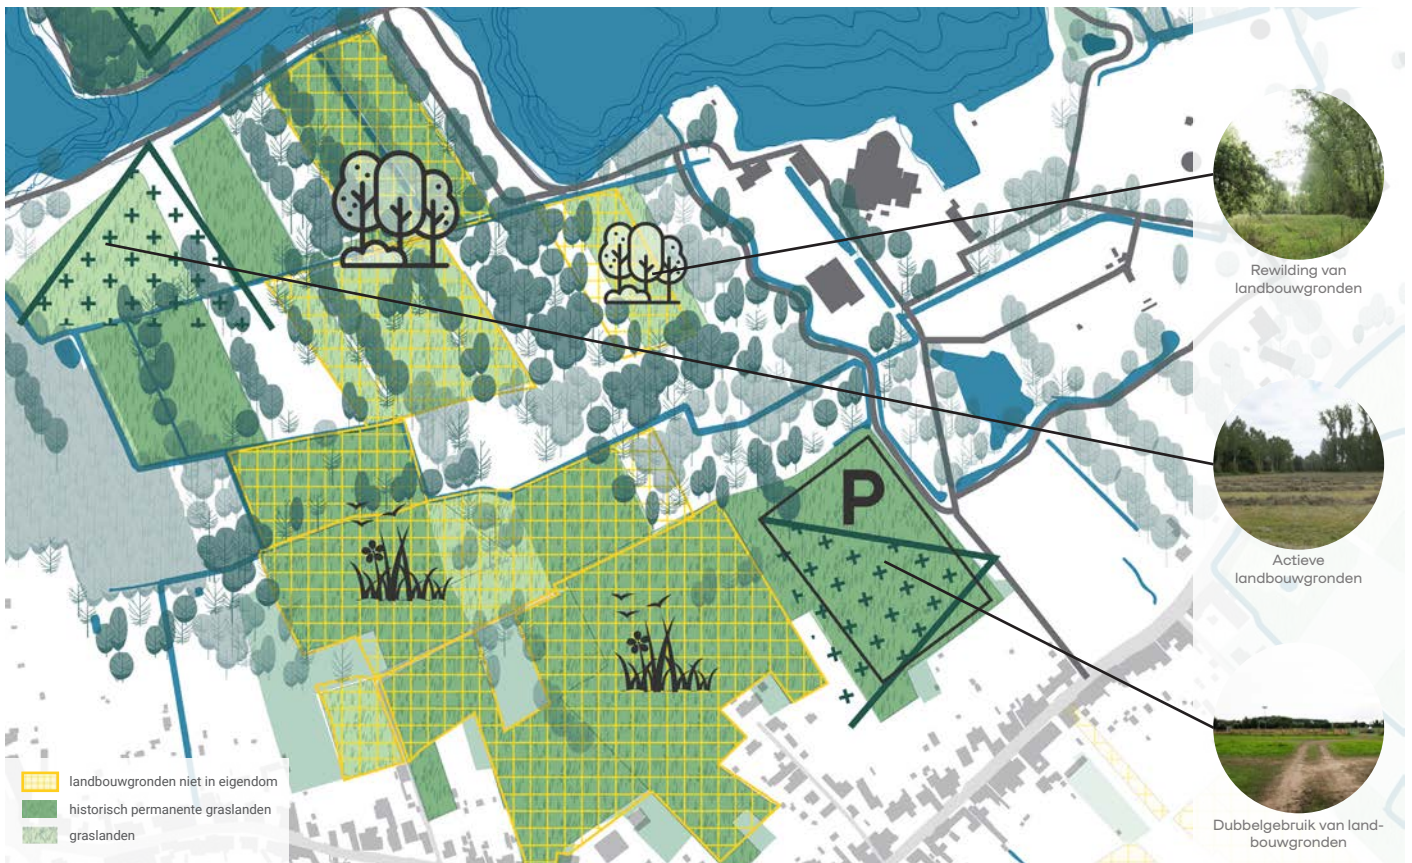 Rewilding van
landbouwgronden
P
Actieve
landbouwgronden
landbouwgronden niet in eigendom
historisch permanente graslanden
graslanden
Dubbelgebruik van land-
bouwgronden